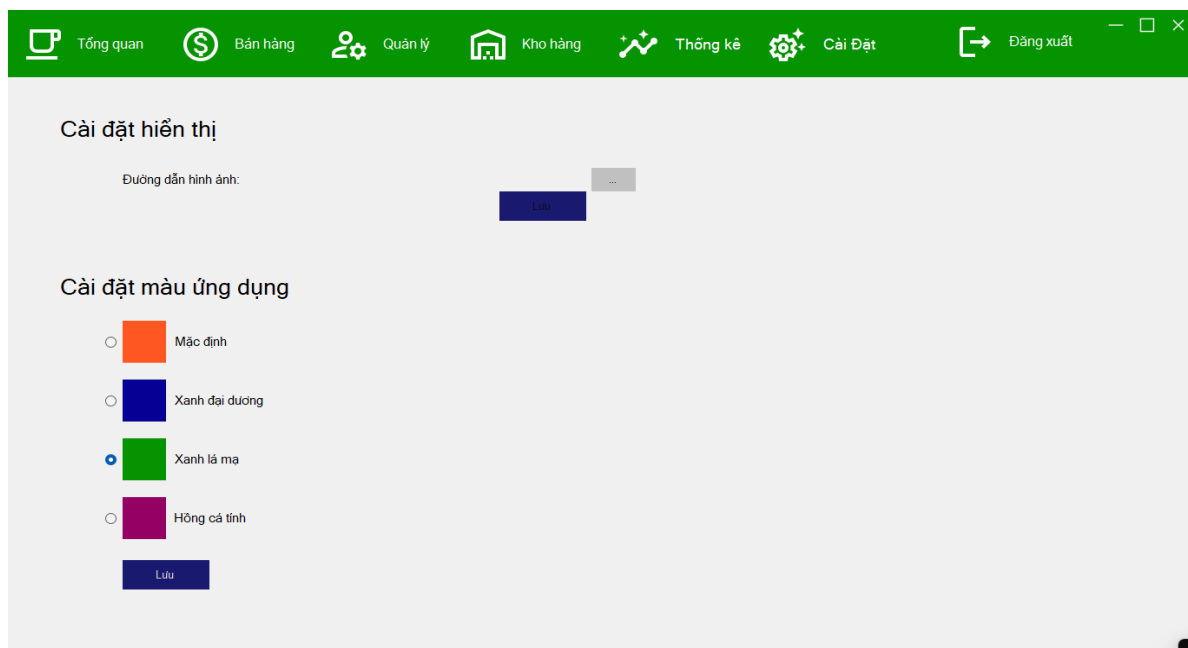 Tổng quan Bán hàng Quản lý Kho hàng Thống kê Cài Đặt Đăng xuất
Cài đặt hiển thị
Đường dẫn hình ảnh: ...
Lưu
Cài đặt màu ứng dụng
Mặc định
Xanh đại dương
Xanh lá mạ
Hồng cá tính
Lưu